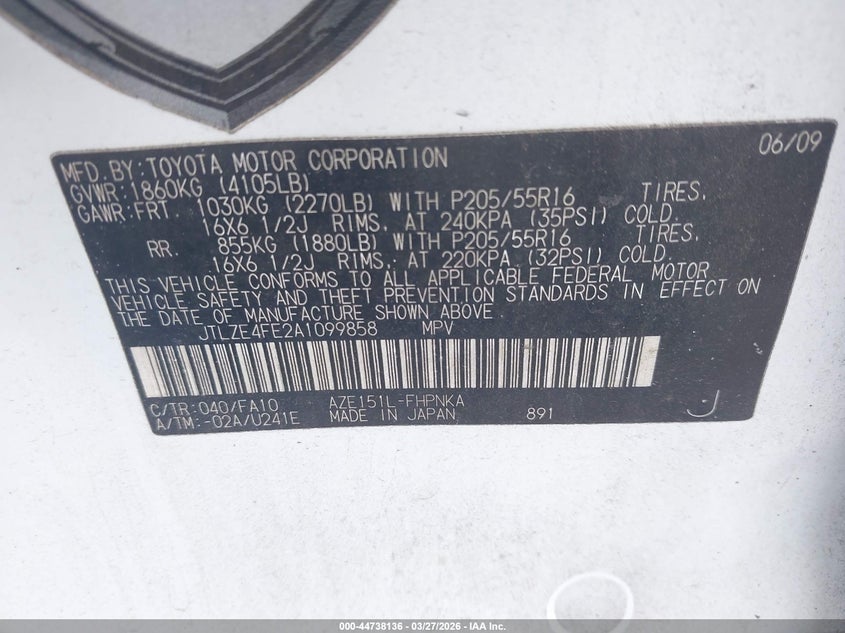 06/09
MFD.BY:TOYOTA MOTOR CORPORATION
GVWR:1860KG (4105LB)
GAWR:FRT. 1030KG (2270LB) WITH P205/55R16 TIRES,
16X6 1/2J RIMS, AT 240KPA (35PSI) COLD.
RR. 855KG (1880LB) WITH P205/55R16 TIRES,
16X6 1/2J RIMS, AT 220KPA (32PSI) COLD.
THIS VEHICLE CONFORMS TO ALL APPLICABLE FEDERAL MOTOR
VEHICLE SAFETY AND THEFT PREVENTION STANDARDS IN EFFECT ON
THE DATE OF MANUFACTURE SHOWN ABOVE.
JTLZE4FE2A1099858 MPV
C/TR:040/FA10 AZE151L-FHPNKA
A/TM:-02A/U241E MADE IN JAPAN 891 J
000-44738136 - 03/27/2026 - IAA Inc.